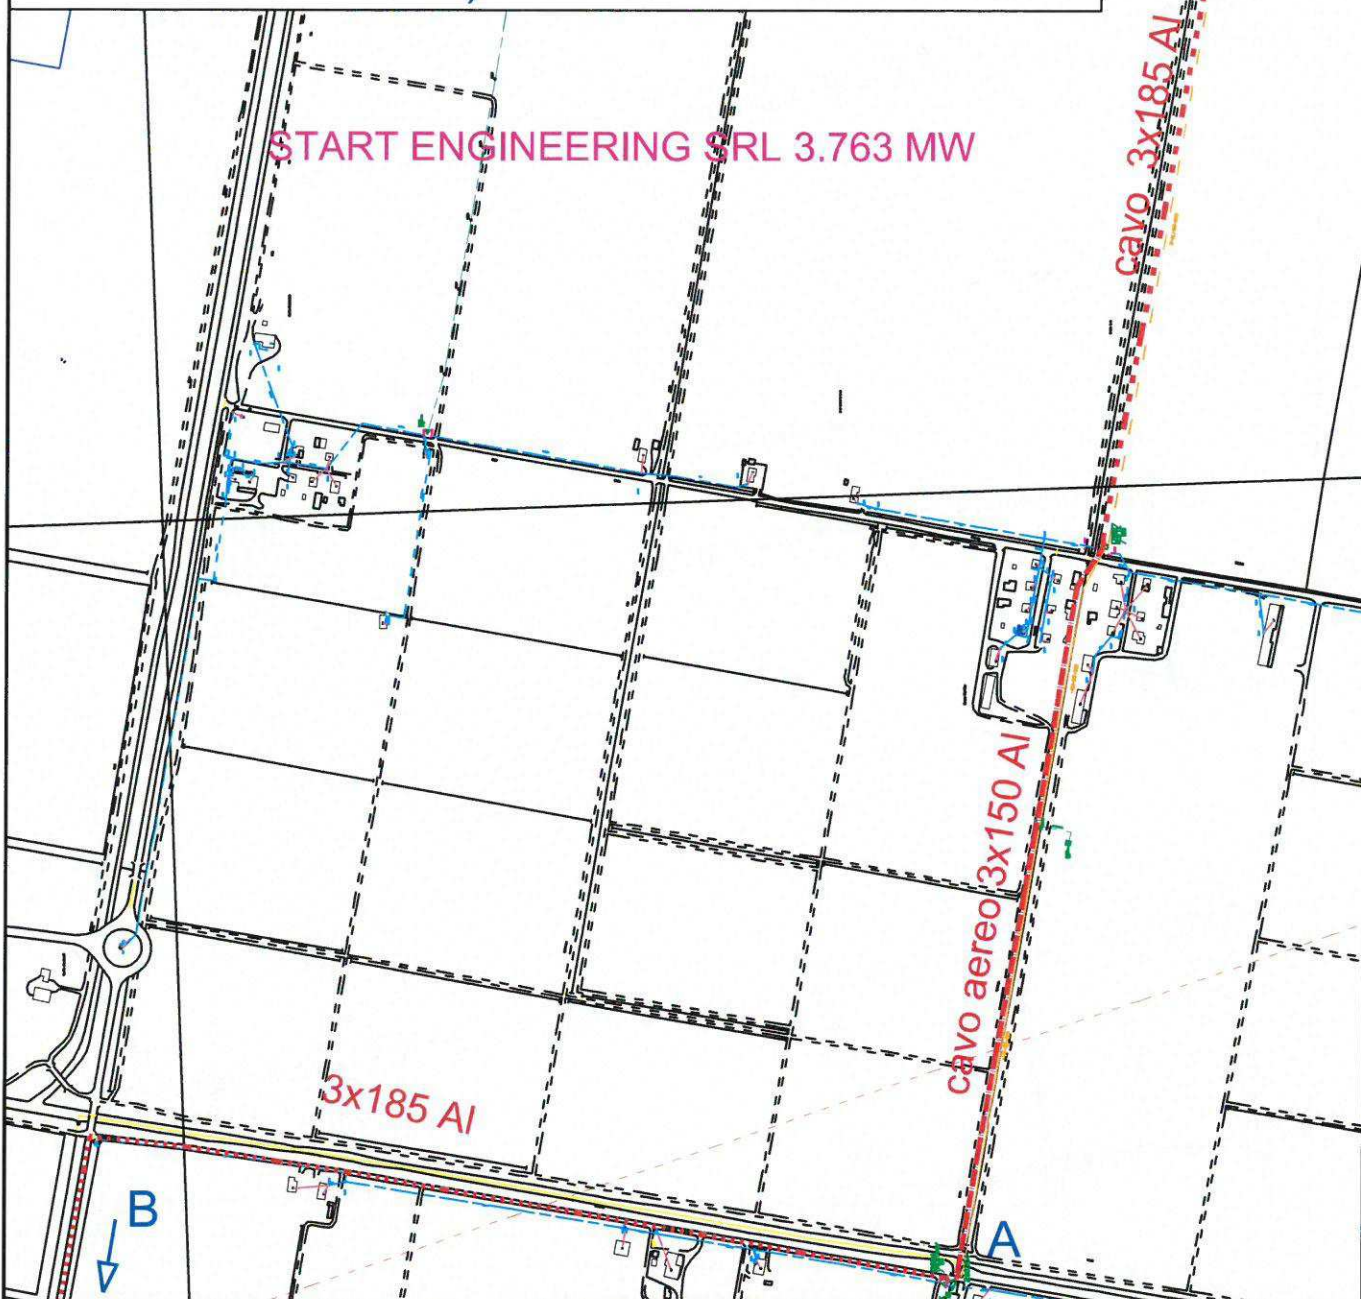 START ENGINEERING SRL 3.763 MW
cavo 3x185 Al
cavo aereo 3x150 Al
3x185 Al
B
A